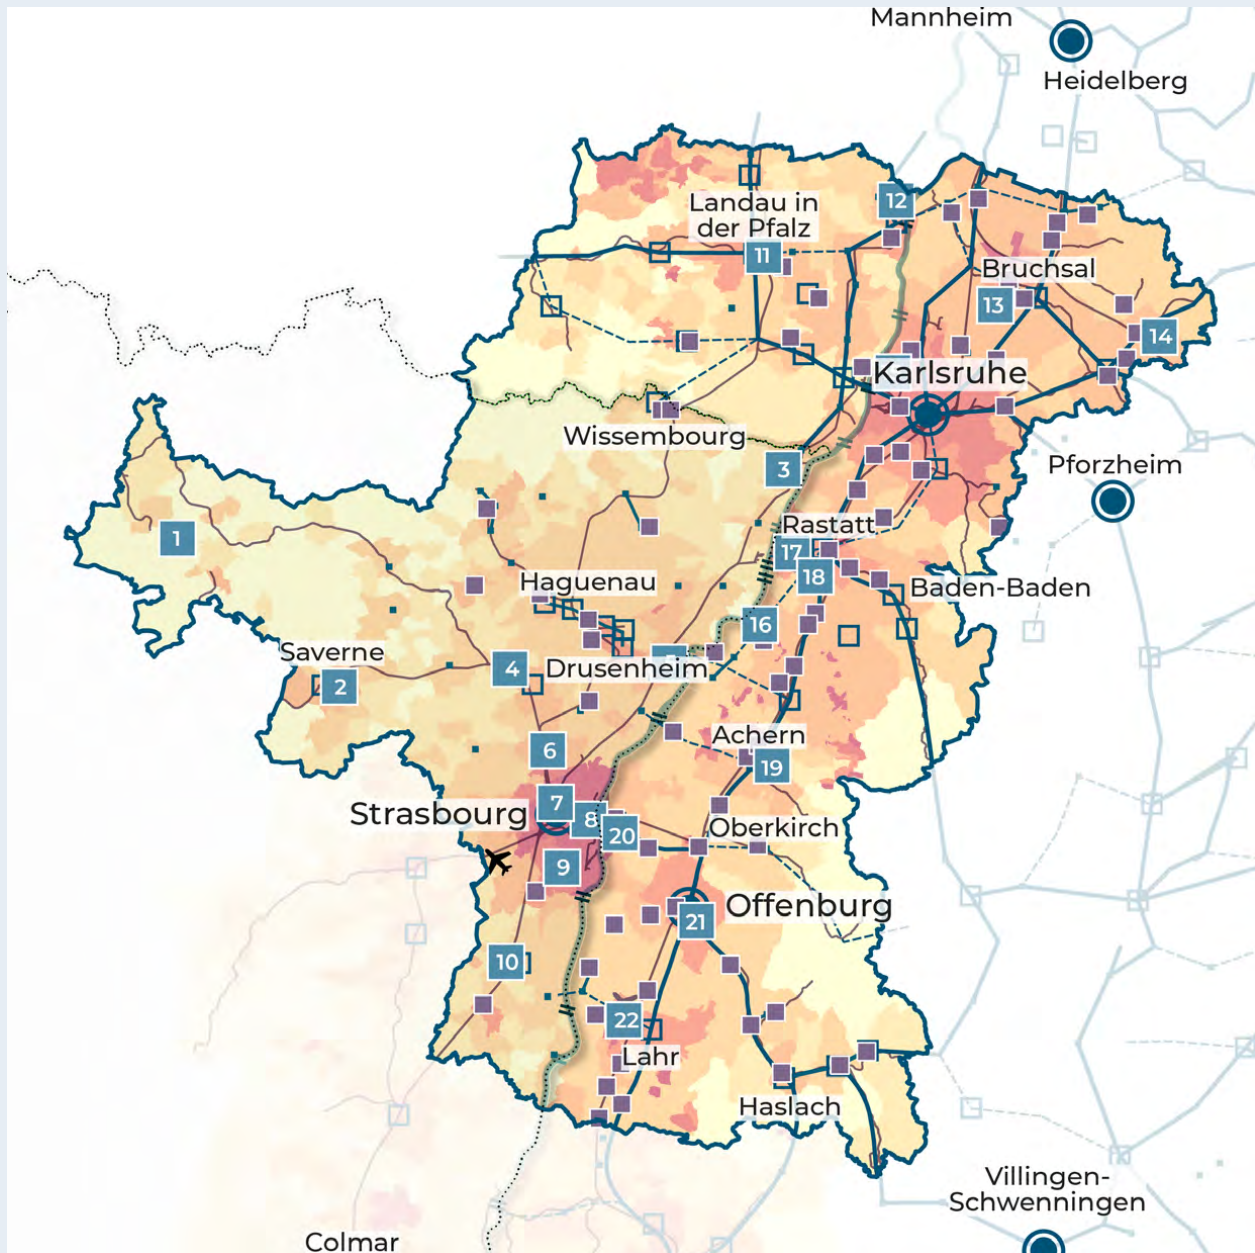 Mannheim
Heidelberg
12
Landau in
der Pfalz
11
Bruchsal
13
14
Karlsruhe
Wissembourg
3
Pforzheim
1
Rastatt
17
18
Haguenau
Baden-Baden
16
Saverne
2
4
Drusenheim
6
Achern
19
7
Strasbourg
8
20
Oberkirch
9
Offenburg
21
10
22
Lahr
Haslach
Villingen-
Schwenningen
Colmar